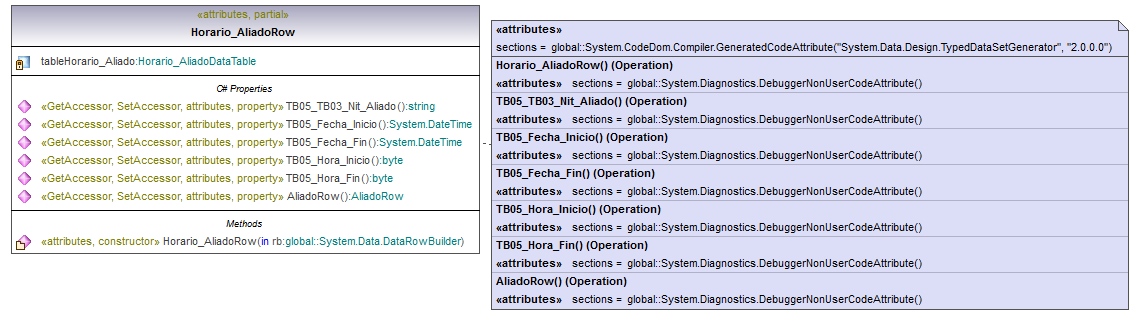 «attributes, partial»
Horario_AliadoRow
tableHorario_Aliado:Horario_AliadoDataTable
C# Properties
«GetAccessor, SetAccessor, attributes, property» TB05_TB03_Nit_Aliado():string
«GetAccessor, SetAccessor, attributes, property» TB05_Fecha_Inicio():System.DateTime
«GetAccessor, SetAccessor, attributes, property» TB05_Fecha_Fin():System.DateTime
«GetAccessor, SetAccessor, attributes, property» TB05_Hora_Inicio():byte
«GetAccessor, SetAccessor, attributes, property» TB05_Hora_Fin():byte
«GetAccessor, SetAccessor, attributes, property» AliadoRow():AliadoRow
Methods
«attributes, constructor» Horario_AliadoRow(in rb:global::System.Data.DataRowBuilder)
«attributes»
sections = global::System.CodeDom.Compiler.GeneratedCodeAttribute("System.Data.Design.TypedDataSetGenerator", "2.0.0.0")
Horario_AliadoRow() (Operation)
«attributes» sections = global::System.Diagnostics.DebuggerNonUserCodeAttribute()
TB05_TB03_Nit_Aliado() (Operation)
«attributes» sections = global::System.Diagnostics.DebuggerNonUserCodeAttribute()
TB05_Fecha_Inicio() (Operation)
«attributes» sections = global::System.Diagnostics.DebuggerNonUserCodeAttribute()
TB05_Fecha_Fin() (Operation)
«attributes» sections = global::System.Diagnostics.DebuggerNonUserCodeAttribute()
TB05_Hora_Inicio() (Operation)
«attributes» sections = global::System.Diagnostics.DebuggerNonUserCodeAttribute()
TB05_Hora_Fin() (Operation)
«attributes» sections = global::System.Diagnostics.DebuggerNonUserCodeAttribute()
AliadoRow() (Operation)
«attributes» sections = global::System.Diagnostics.DebuggerNonUserCodeAttribute()